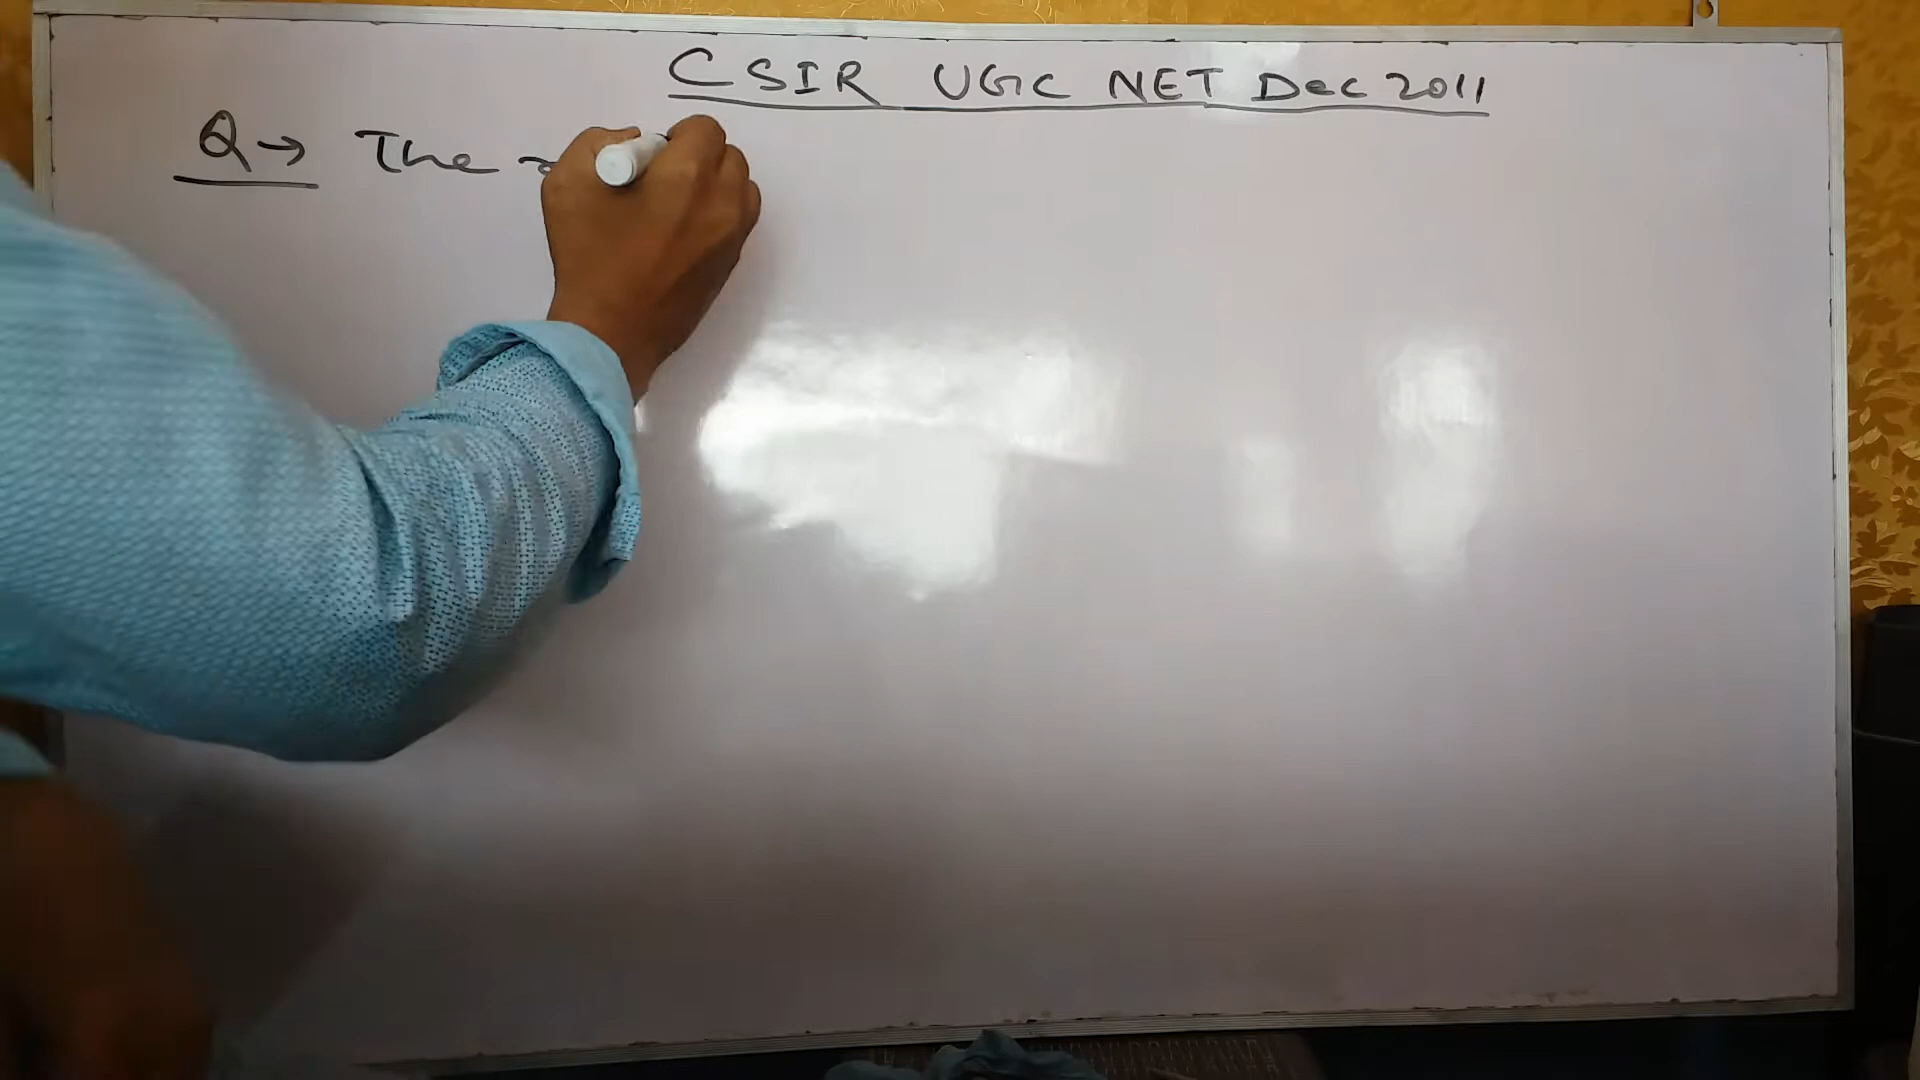 CSIR UGC NET Dec 2011
Q→ The